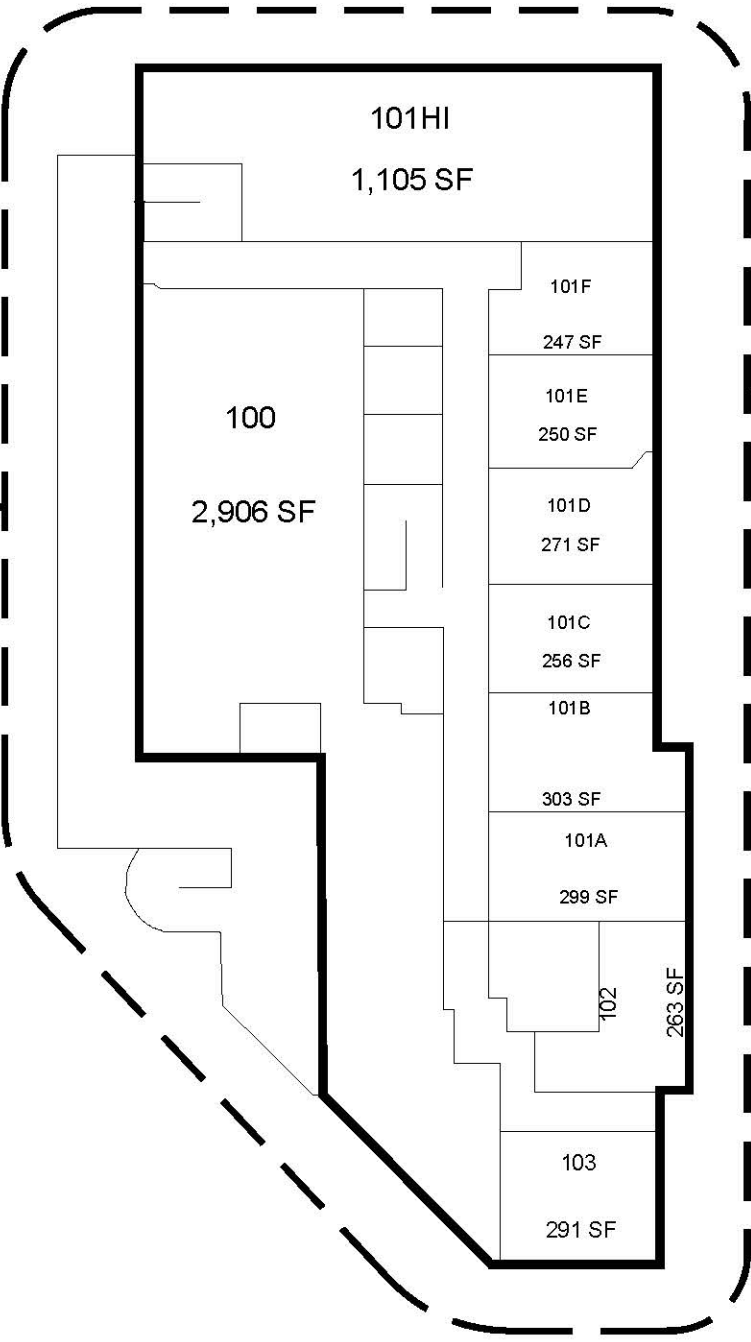 101HI
1,105 SF
101F
247 SF
101E
250 SF
100
2,906 SF
101D
271 SF
101C
256 SF
101B
303 SF
101A
299 SF
102
263 SF
103
291 SF